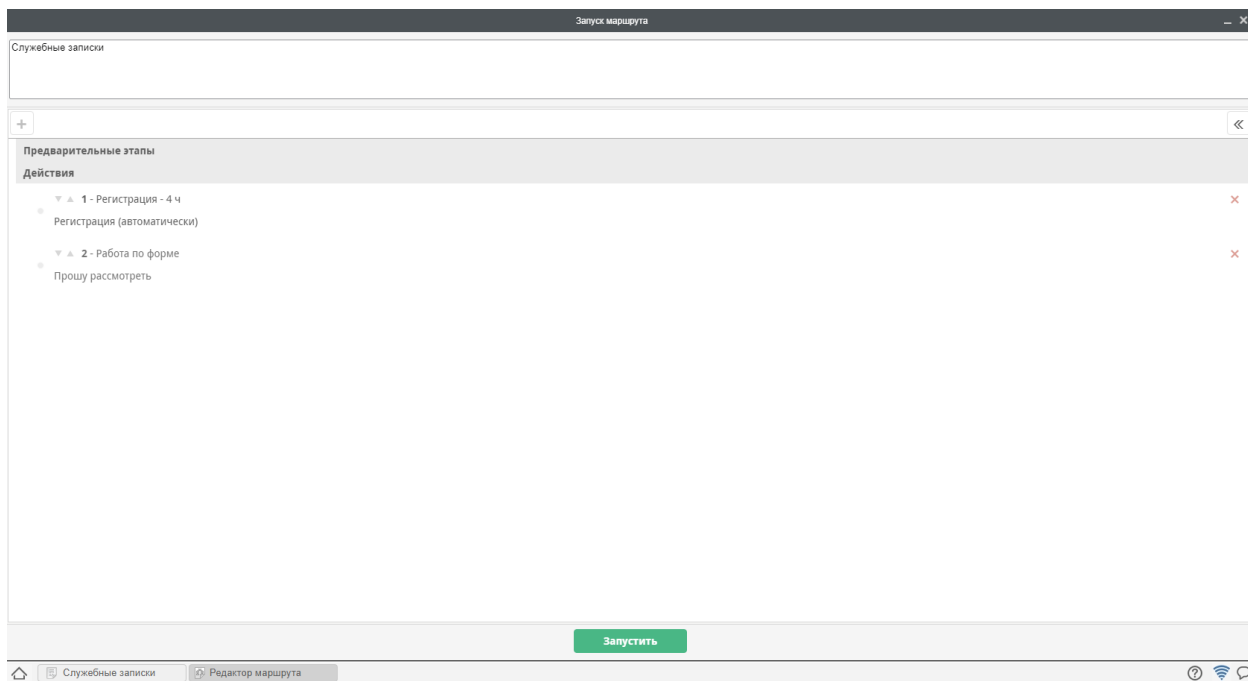 Запуск маршрута
Служебные записки
Предварительные этапы
Действия
1 - Регистрация - 4 ч
Регистрация (автоматически)
2 - Работа по форме
Прошу рассмотреть
Запустить
Служебные записки
Редактор маршрута